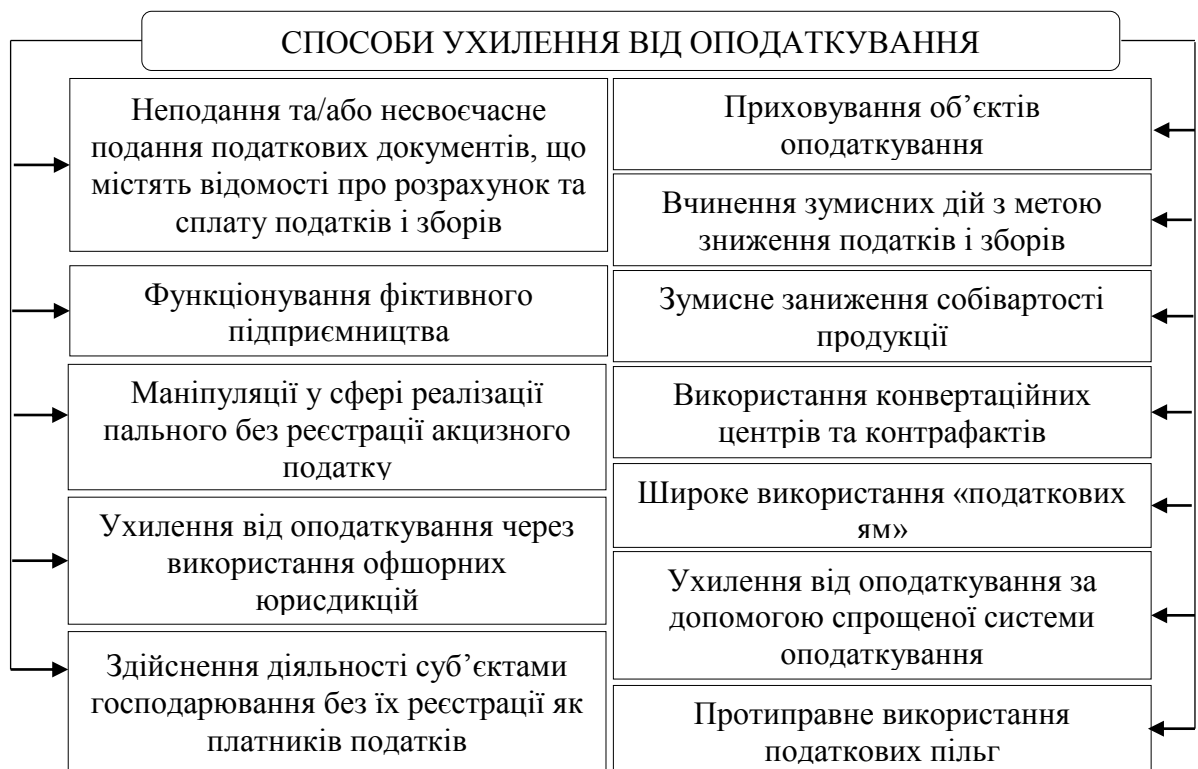 СПОСОБИ УХИЛЕННЯ ВІД ОПОДАТКУВАННЯ
Неподання та/або несвоєчасне
подання податкових документів, що
містять відомості про розрахунок та
сплату податків і зборів
Функціонування фіктивного
підприємництва
Маніпуляції у сфері реалізації
пального без реєстрації акцизного
податку
Ухилення від оподаткування через
використання офшорних
юрисдикцій
Здійснення діяльності суб’єктами
господарювання без їх реєстрації як
платників податків
Приховування об’єктів
оподаткування
Вчинення зумисних дій з метою
зниження податків і зборів
Зумисне заниження собівартості
продукції
Використання конвертаційних
центрів та контрафактів
Широке використання «податкових
ям»
Ухилення від оподаткування за
допомогою спрощеної системи
оподаткування
Протиправне використання
податкових пільг